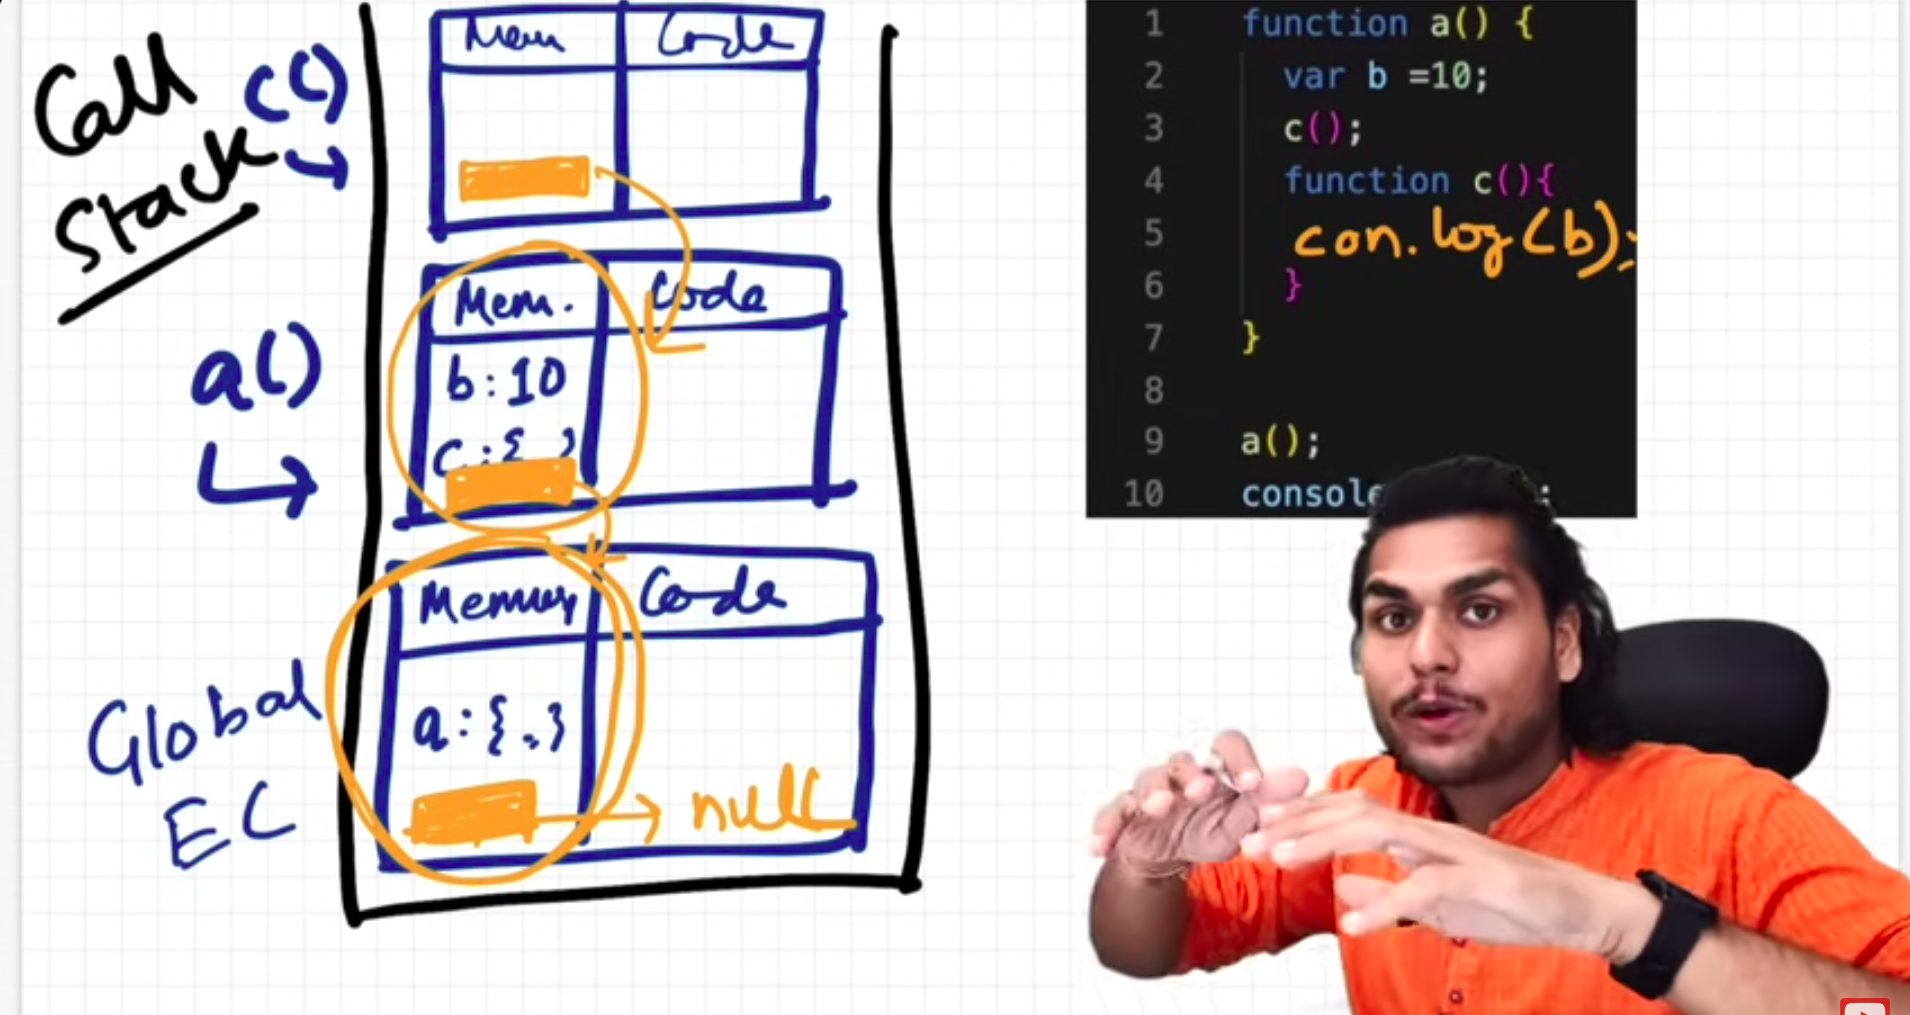 Call
Stack
c()
Mem Code
a()
Mem. Code
b:10
c:{
Global
EC
Memory Code
a:{..}
null
1 function a() {
2 var b =10;
3 c();
4 function c(){
5 con.log(b);
6 }
7 }
8
9 a();
10 console ;